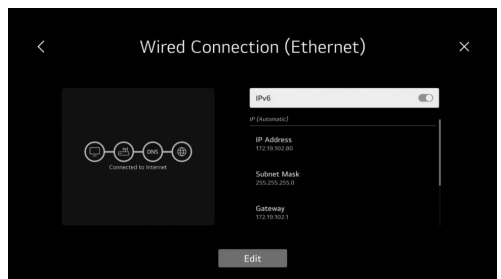 Wired Connection (Ethernet)
IPv6
IP (Automatic)
IP Address
172.19.102.80
Subnet Mask
255.255.255.0
Gateway
172.19.102.1
DNS
Connected to Internet
Edit